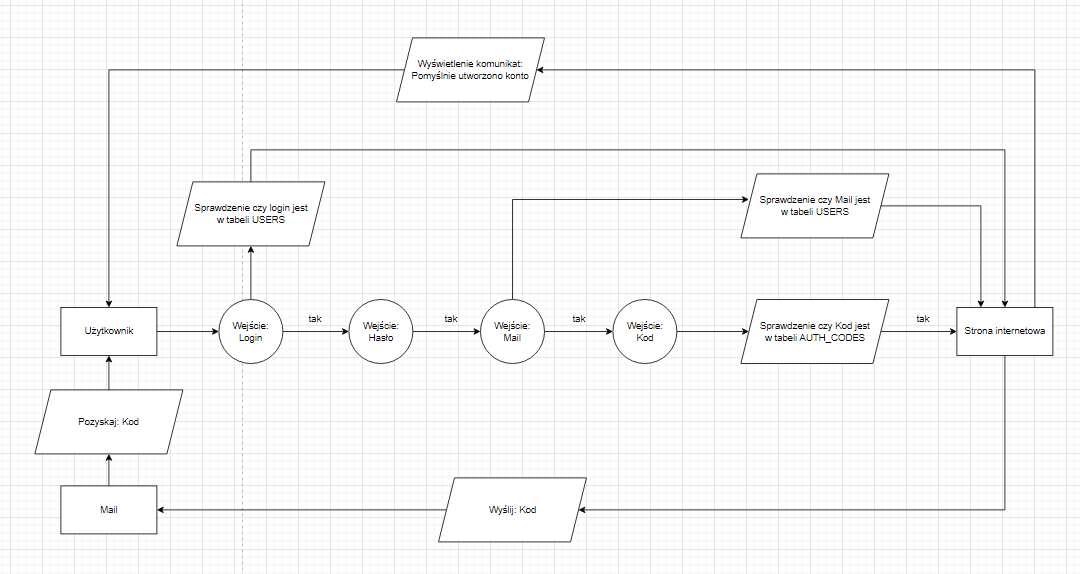 Wyświetlenie komunikat:
Pomyślnie utworzono konto
Sprawdzenie czy login jest
w tabeli USERS
Sprawdzenie czy Mail jest
w tabeli USERS
Użytkownik
Wejście:
Login
tak
Wejście:
Hasło
tak
Wejście:
Mail
tak
Wejście:
Kod
Sprawdzenie czy Kod jest
w tabeli AUTH_CODES
tak
Strona internetowa
Pozyskaj: Kod
Mail
Wyślij: Kod